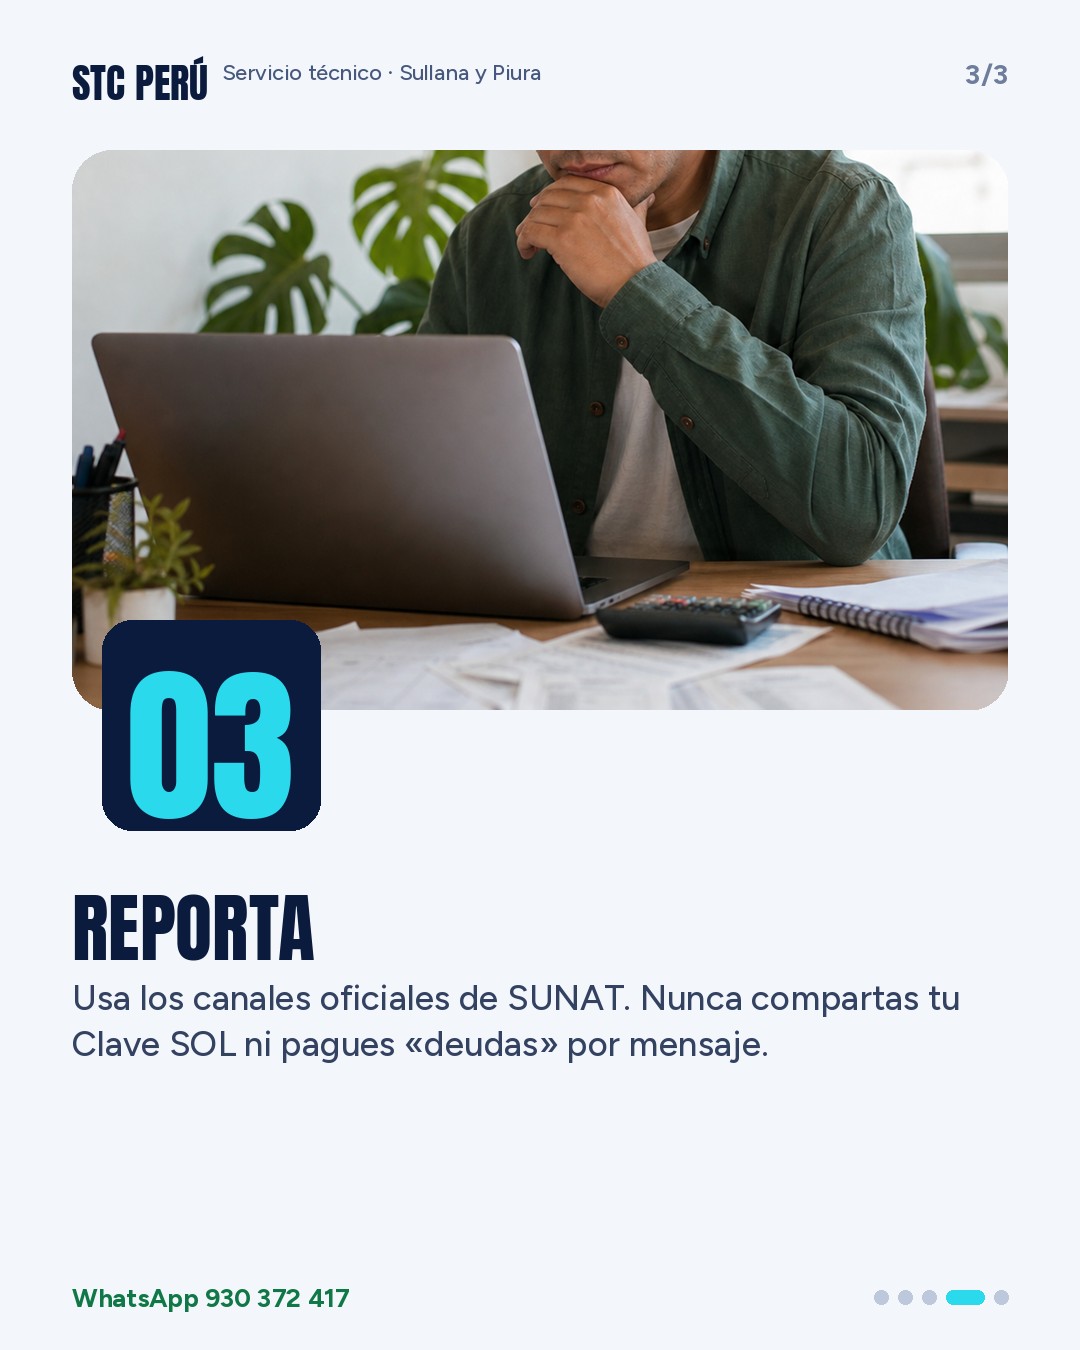 STC PERÚ
Servicio técnico · Sullana y Piura
3/3
03
REPORTA
Usa los canales oficiales de SUNAT. Nunca compartas tu
Clave SOL ni pagues «deudas» por mensaje.
WhatsApp 930 372 417